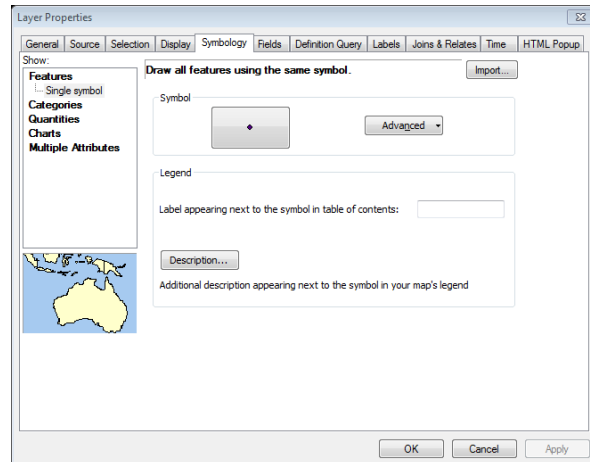 Layer Properties
General Source Selection Display Symbology Fields Definition Query Labels Joins & Relates Time HTML Popup
Show:
Features
Single symbol
Categories
Quantities
Charts
Multiple Attributes
Draw all features using the same symbol.
Import...
Symbol
Advanced
Legend
Label appearing next to the symbol in table of contents:
Description...
Additional description appearing next to the symbol in your map's legend
OK Cancel Apply